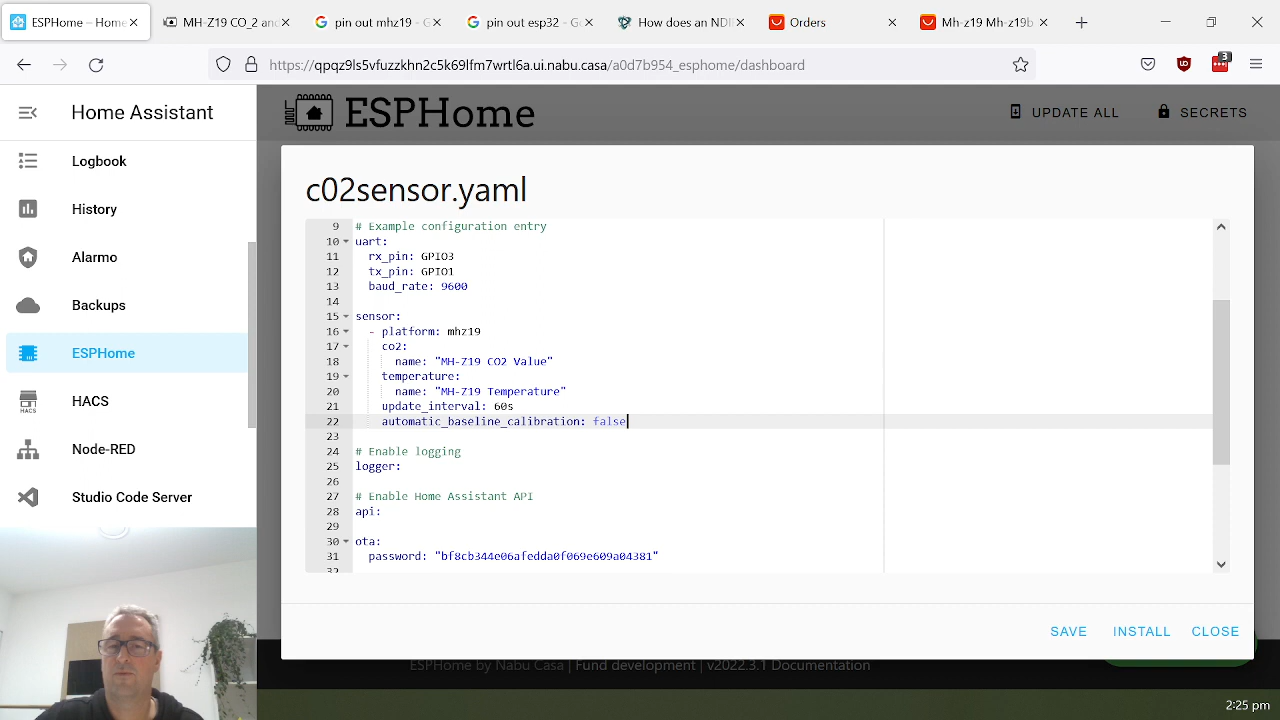 ESPHome – Home
MH-Z19 CO_2 and
pin out mhz19 - G
pin out esp32 - Go
How does an NDI
Orders
Mh-z19 Mh-z19b
https://qpqz9ls5vfuzzkhn2c5k69lfm7wrtl6a.ui.nabu.casa/a0d7b954_esphome/dashboard
3
Home Assistant
ESPHome
UPDATE ALL
SECRETS
Logbook
History
Alarmo
Backups
ESPHome
HACS
HACS
Node-RED
Studio Code Server
c02sensor.yaml
9 # Example configuration entry
10 uart:
11 rx_pin: GPIO3
12 tx_pin: GPIO1
13 baud_rate: 9600
14
15 sensor:
16 - platform: mhz19
17 co2:
18 name: "MH-Z19 CO2 Value"
19 temperature:
20 name: "MH-Z19 Temperature"
21 update_interval: 60s
22 automatic_baseline_calibration: false
23
24 # Enable logging
25 logger:
26
27 # Enable Home Assistant API
28 api:
29
30 ota:
31 password: "bf8cb344e06afedda0f069e609a04381"
32
SAVE
INSTALL
CLOSE
ESPHome by Nabu Casa | Fund development | v2022.3.1 Documentation
2:25 pm